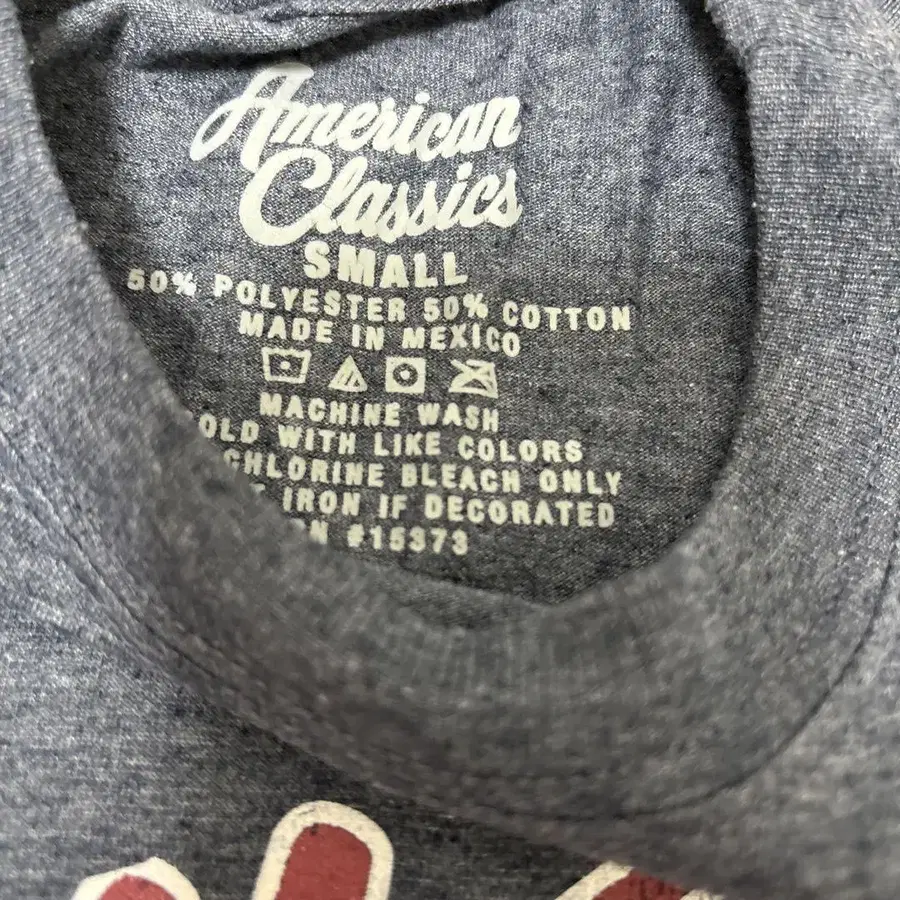 American
Classics
SMALL
50% POLYESTER 50% COTTON
MADE IN MEXICO
MACHINE WASH
OLD WITH LIKE COLORS
CHLORINE BLEACH ONLY
IRON IF DECORATED
N #15373